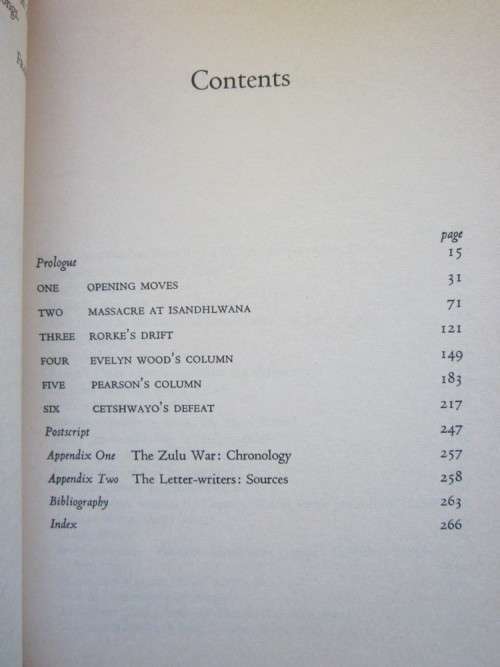 Contents
page
Prologue 15
ONE OPENING MOVES 31
TWO MASSACRE AT ISANDHLWANA 71
THREE RORKE'S DRIFT 121
FOUR EVELYN WOOD'S COLUMN 149
FIVE PEARSON'S COLUMN 183
SIX CETSHWAYO'S DEFEAT 217
Postscript 247
Appendix One The Zulu War: Chronology 257
Appendix Two The Letter-writers: Sources 258
Bibliography 263
Index 266